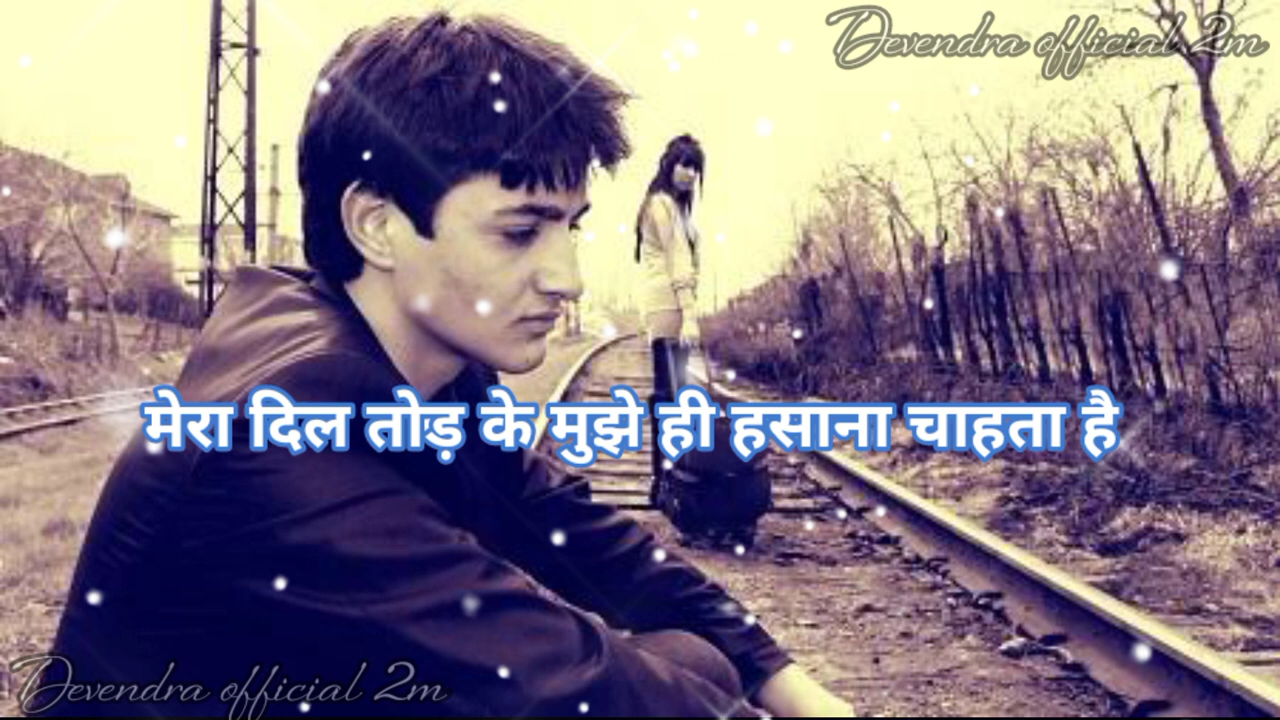 Devendra official 2m
मेरा दिल तोड़ के मुझे ही हसाना चाहता है
Devendra official 2m